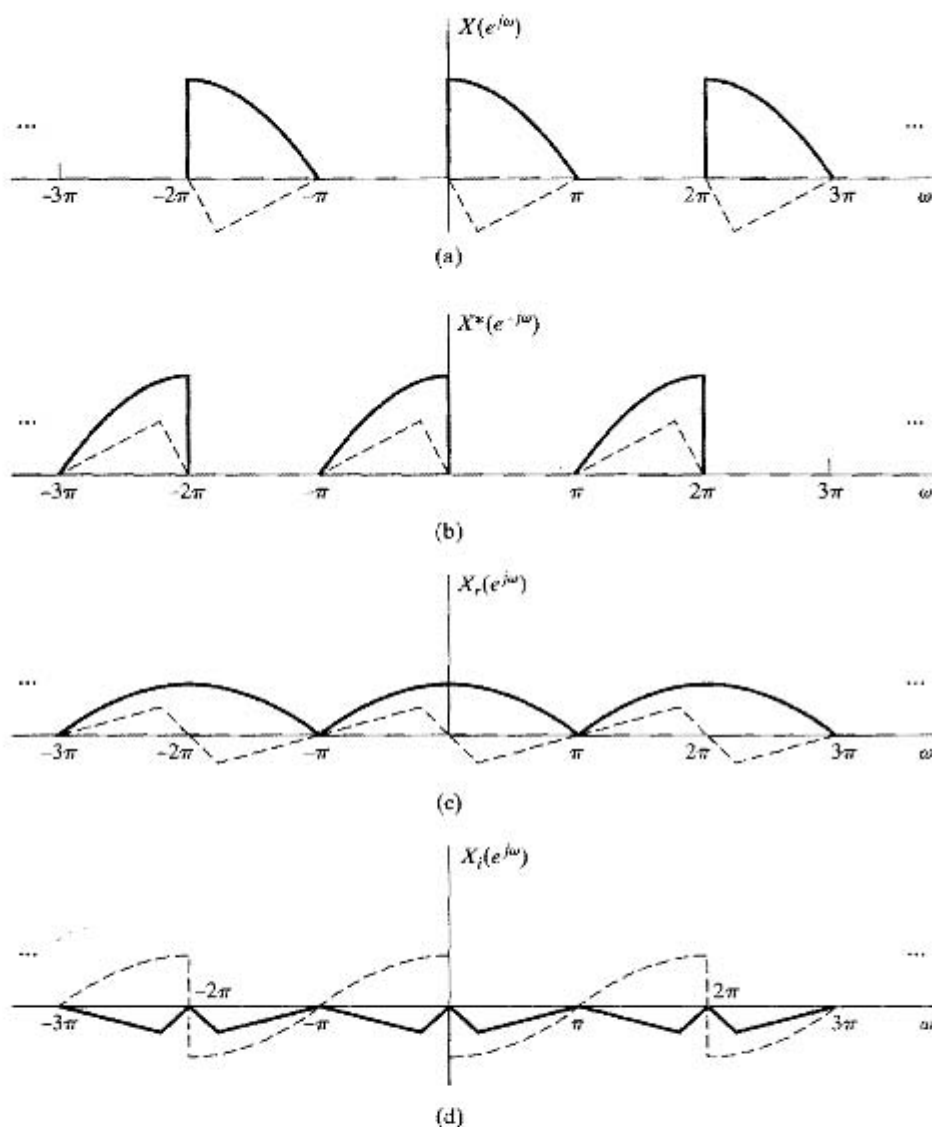 X(e^{jω})
... ...
−3π −2π −π π 2π 3π ω
(a)
X*(e^{−jω})
... ...
−3π −2π −π π 2π 3π ω
(b)
X_r(e^{jω})
... ...
−3π −2π −π π 2π 3π ω
(c)
X_i(e^{jω})
... ...
−2π 2π
−3π −π π 3π ω
(d)